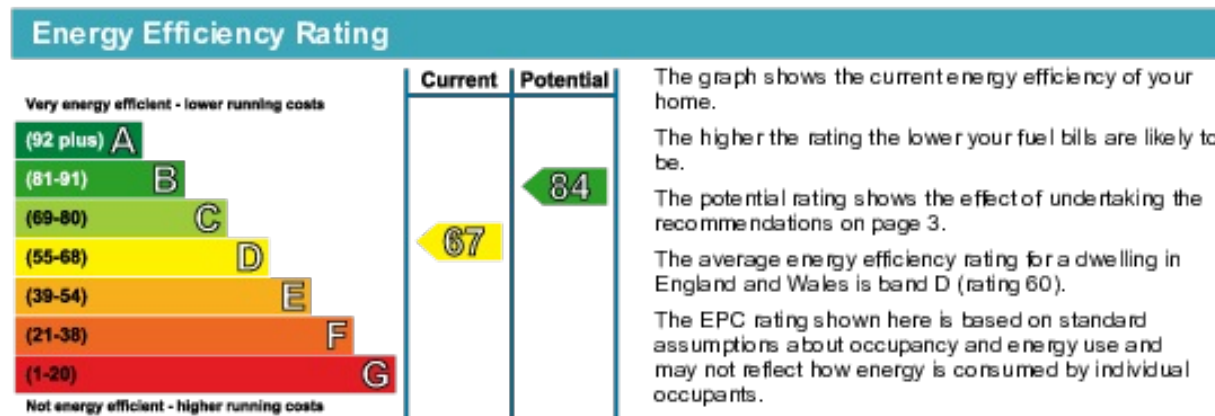 Energy Efficiency Rating
Current Potential
Very energy efficient - lower running costs
(92 plus) A
(81-91) B
84
(69-80) C
(55-68) D
67
(39-54) E
(21-38) F
(1-20) G
Not energy efficient - higher running costs
The graph shows the current energy efficiency of your
home.
The higher the rating the lower your fuel bills are likely to
be.
The potential rating shows the effect of undertaking the
recommendations on page 3.
The average energy efficiency rating for a dwelling in
England and Wales is band D (rating 60).
The EPC rating shown here is based on standard
assumptions about occupancy and energy use and
may not reflect how energy is consumed by individual
occupants.